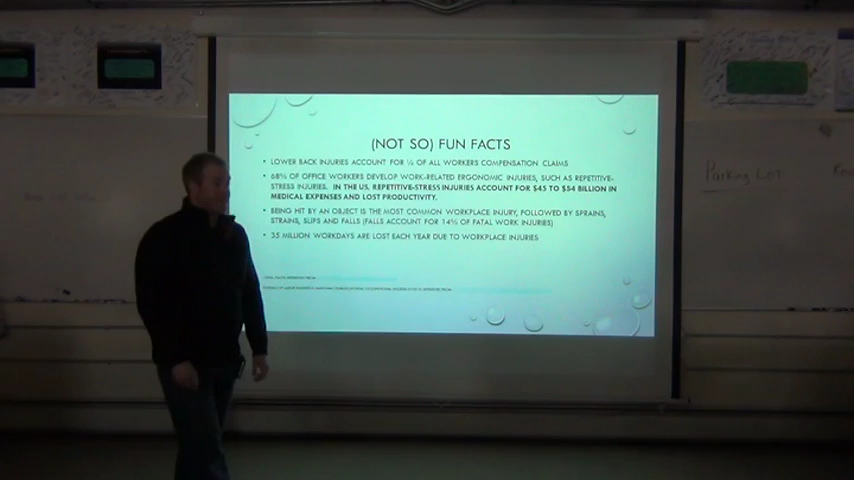 (NOT SO) FUN FACTS
• LOWER BACK INJURIES ACCOUNT FOR ¼ OF ALL WORKERS COMPENSATION CLAIMS
• 68% OF OFFICE WORKERS DEVELOP WORK-RELATED ERGONOMIC INJURIES, SUCH AS REPETITIVE-
STRESS INJURIES. IN THE US, REPETITIVE-STRESS INJURIES ACCOUNT FOR $45 TO $54 BILLION IN
MEDICAL EXPENSES AND LOST PRODUCTIVITY.
• BEING HIT BY AN OBJECT IS THE MOST COMMON WORKPLACE INJURY, FOLLOWED BY SPRAINS,
STRAINS, SLIPS AND FALLS (FALLS ACCOUNT FOR 14% OF FATAL WORK INJURIES)
• 35 MILLION WORKDAYS ARE LOST EACH YEAR DUE TO WORKPLACE INJURIES
Parking Lot